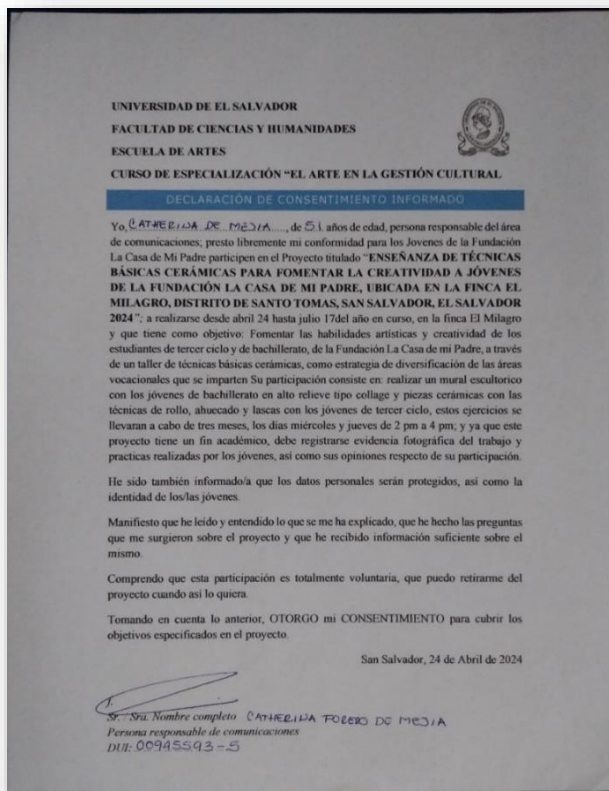 UNIVERSIDAD DE EL SALVADOR
FACULTAD DE CIENCIAS Y HUMANIDADES
ESCUELA DE ARTES
CURSO DE ESPECIALIZACIÓN "EL ARTE EN LA GESTIÓN CULTURAL
DECLARACIÓN DE CONSENTIMIENTO INFORMADO
Yo, CATHERINA DE MEJIA...., de 51. años de edad, persona responsable del área
de comunicaciones; presto libremente mi conformidad para los Jovenes de la Fundación
La Casa de Mi Padre participen en el Proyecto titulado "ENSEÑANZA DE TÉCNICAS
BÁSICAS CERÁMICAS PARA FOMENTAR LA CREATIVIDAD A JÓVENES
DE LA FUNDACIÓN LA CASA DE MI PADRE, UBICADA EN LA FINCA EL
MILAGRO, DISTRITO DE SANTO TOMAS, SAN SALVADOR, EL SALVADOR
2024"; a realizarse desde abril 24 hasta julio 17del año en curso, en la finca El Milagro
y que tiene como objetivo: Fomentar las habilidades artísticas y creatividad de los
estudiantes de tercer ciclo y de bachillerato, de la Fundación La Casa de mi Padre, a través
de un taller de técnicas básicas cerámicas, como estrategia de diversificación de las áreas
vocacionales que se imparten Su participación consiste en: realizar un mural escultorico
con los jóvenes de bachillerato en alto relieve tipo collage y piezas cerámicas con las
técnicas de rollo, ahuecado y lascas con los jóvenes de tercer ciclo, estos ejercicios se
llevaran a cabo de tres meses, los días miércoles y jueves de 2 pm a 4 pm; y ya que este
proyecto tiene un fin académico, debe registrarse evidencia fotográfica del trabajo y
practicas realizadas por los jóvenes, así como sus opiniones respecto de su participación.
He sido también informado/a que los datos personales serán protegidos, así como la
identidad de los/las jóvenes.
Manifiesto que he leído y entendido lo que se me ha explicado, que he hecho las preguntas
que me surgieron sobre el proyecto y que he recibido información suficiente sobre el
mismo.
Comprendo que esta participación es totalmente voluntaria, que puedo retirarme del
proyecto cuando así lo quiera.
Tomando en cuenta lo anterior, OTORGO mi CONSENTIMIENTO para cubrir los
objetivos especificados en el proyecto.
San Salvador, 24 de Abril de 2024
Sr. Sra. Nombre completo CATHERINA FORERO DE MEJIA
Persona responsable de comunicaciones
DUI: 00945593-5